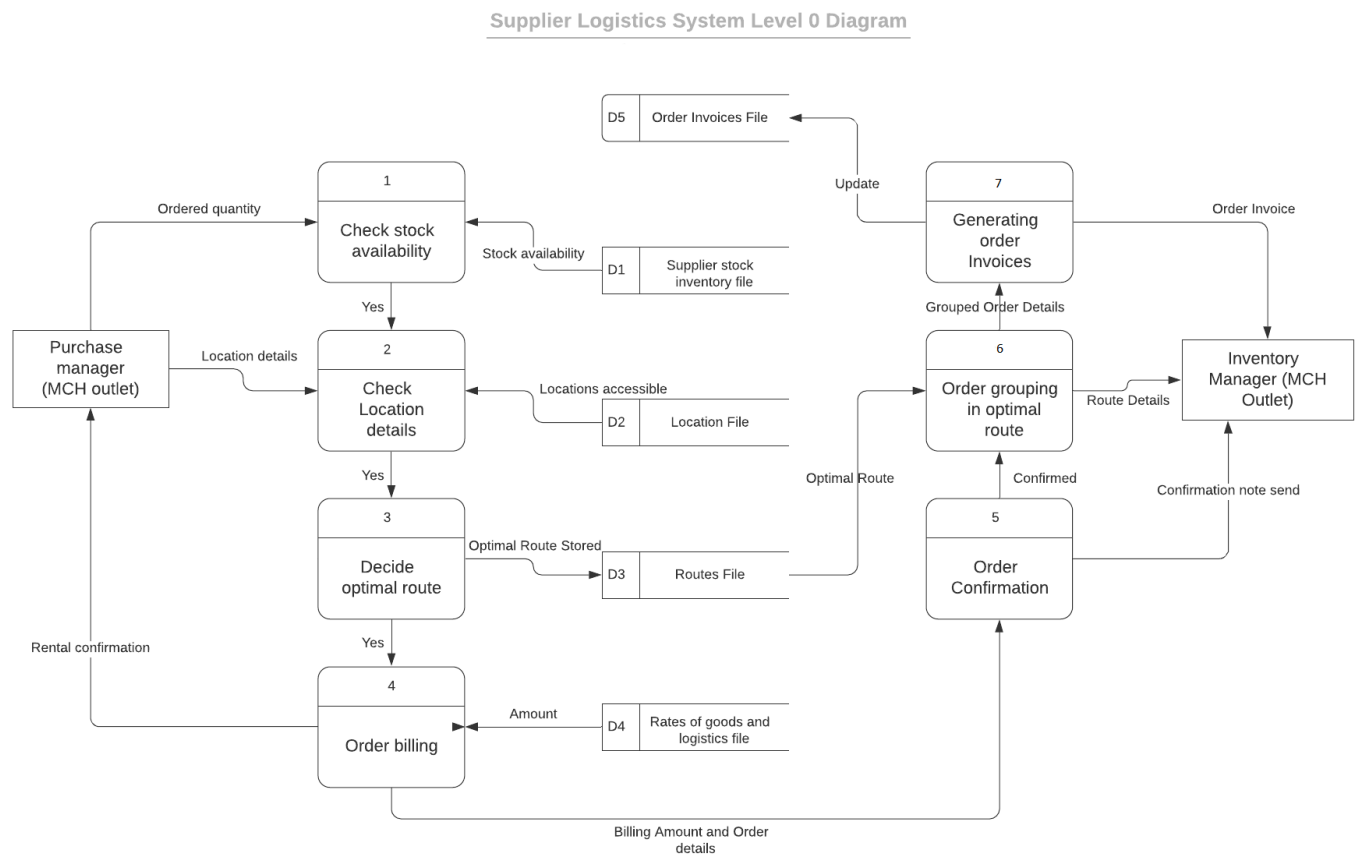 Supplier Logistics System Level 0 Diagram
D5
Order Invoices File
1
7
Update
Ordered quantity
Order Invoice
Check stock
availability
Generating
order
Invoices
Stock availability
D1
Supplier stock
inventory file
Yes
Grouped Order Details
Purchase
manager
(MCH outlet)
Location details
2
6
Inventory
Manager (MCH
Outlet)
Check
Location
details
Locations accessible
Order grouping
in optimal
route
Route Details
D2
Location File
Yes
Optimal Route
Confirmed
Confirmation note send
3
5
Optimal Route Stored
Decide
optimal route
D3
Routes File
Order
Confirmation
Yes
Rental confirmation
4
Amount
D4
Rates of goods and
logistics file
Order billing
Billing Amount and Order
details